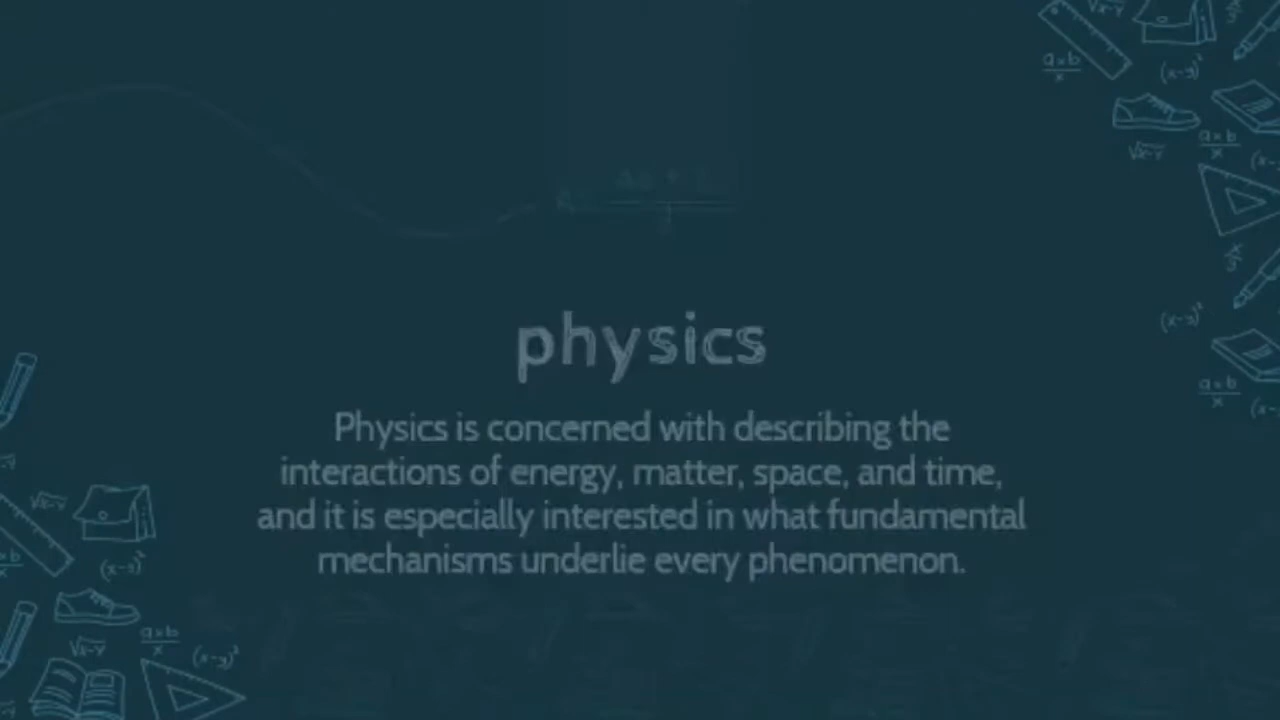 physics
Physics is concerned with describing the
interactions of energy, matter, space, and time,
and it is especially interested in what fundamental
mechanisms underlie every phenomenon.